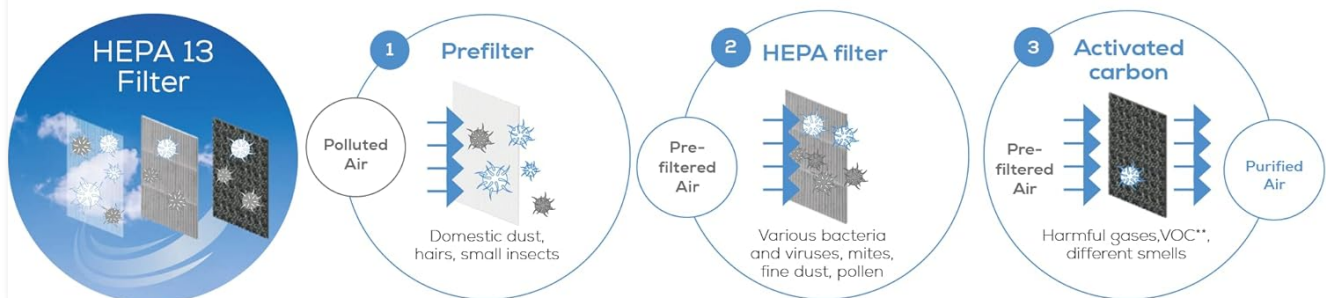 HEPA 13
Filter
1
Prefilter
Polluted
Air
Domestic dust,
hairs, small insects
2
HEPA filter
Pre-
filtered
Air
Various bacteria
and viruses, mites,
fine dust, pollen
3
Activated
carbon
Pre-
filtered
Air
Harmful gases,VOC**,
different smells
Purified
Air